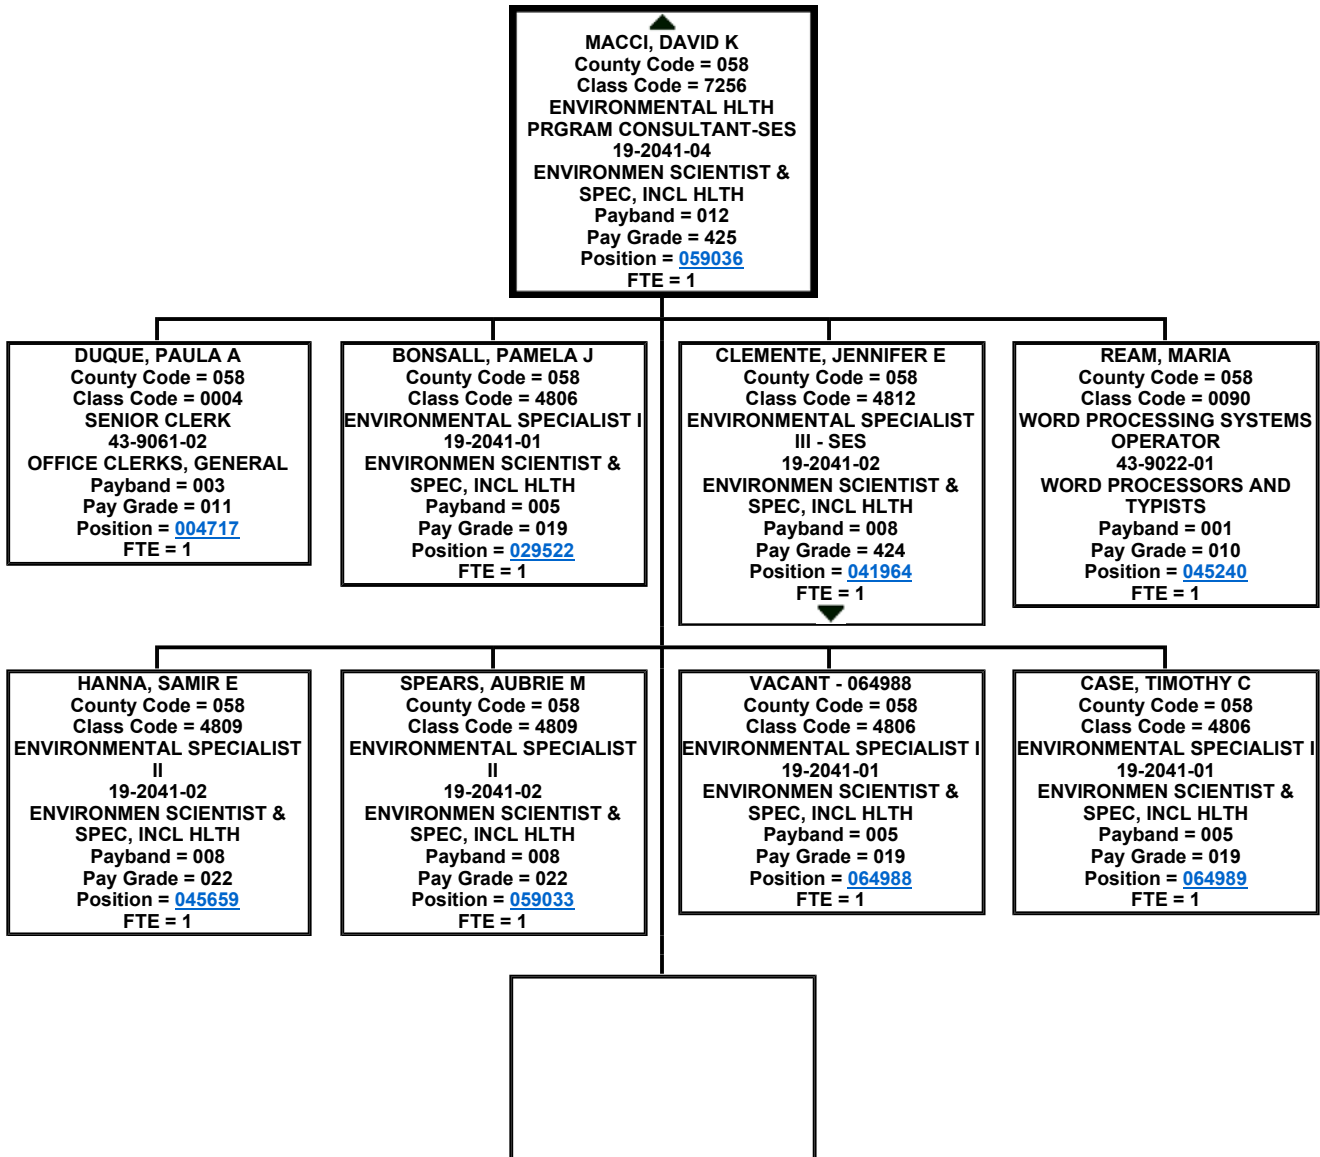 MACCI, DAVID K
County Code = 058
Class Code = 7256
ENVIRONMENTAL HLTH
PRGRAM CONSULTANT-SES
19-2041-04
ENVIRONMEN SCIENTIST &
SPEC, INCL HLTH
Payband = 012
Pay Grade = 425
Position = 059036
FTE = 1
DUQUE, PAULA A
County Code = 058
Class Code = 0004
SENIOR CLERK
43-9061-02
OFFICE CLERKS, GENERAL
Payband = 003
Pay Grade = 011
Position = 004717
FTE = 1
BONSALL, PAMELA J
County Code = 058
Class Code = 4806
ENVIRONMENTAL SPECIALIST I
19-2041-01
ENVIRONMEN SCIENTIST &
SPEC, INCL HLTH
Payband = 005
Pay Grade = 019
Position = 029522
FTE = 1
CLEMENTE, JENNIFER E
County Code = 058
Class Code = 4812
ENVIRONMENTAL SPECIALIST
III - SES
19-2041-02
ENVIRONMEN SCIENTIST &
SPEC, INCL HLTH
Payband = 008
Pay Grade = 424
Position = 041964
FTE = 1
REAM, MARIA
County Code = 058
Class Code = 0090
WORD PROCESSING SYSTEMS
OPERATOR
43-9022-01
WORD PROCESSORS AND
TYPISTS
Payband = 001
Pay Grade = 010
Position = 045240
FTE = 1
HANNA, SAMIR E
County Code = 058
Class Code = 4809
ENVIRONMENTAL SPECIALIST
II
19-2041-02
ENVIRONMEN SCIENTIST &
SPEC, INCL HLTH
Payband = 008
Pay Grade = 022
Position = 045659
FTE = 1
SPEARS, AUBRIE M
County Code = 058
Class Code = 4809
ENVIRONMENTAL SPECIALIST
II
19-2041-02
ENVIRONMEN SCIENTIST &
SPEC, INCL HLTH
Payband = 008
Pay Grade = 022
Position = 059033
FTE = 1
VACANT - 064988
County Code = 058
Class Code = 4806
ENVIRONMENTAL SPECIALIST I
19-2041-01
ENVIRONMEN SCIENTIST &
SPEC, INCL HLTH
Payband = 005
Pay Grade = 019
Position = 064988
FTE = 1
CASE, TIMOTHY C
County Code = 058
Class Code = 4806
ENVIRONMENTAL SPECIALIST I
19-2041-01
ENVIRONMEN SCIENTIST &
SPEC, INCL HLTH
Payband = 005
Pay Grade = 019
Position = 064989
FTE = 1